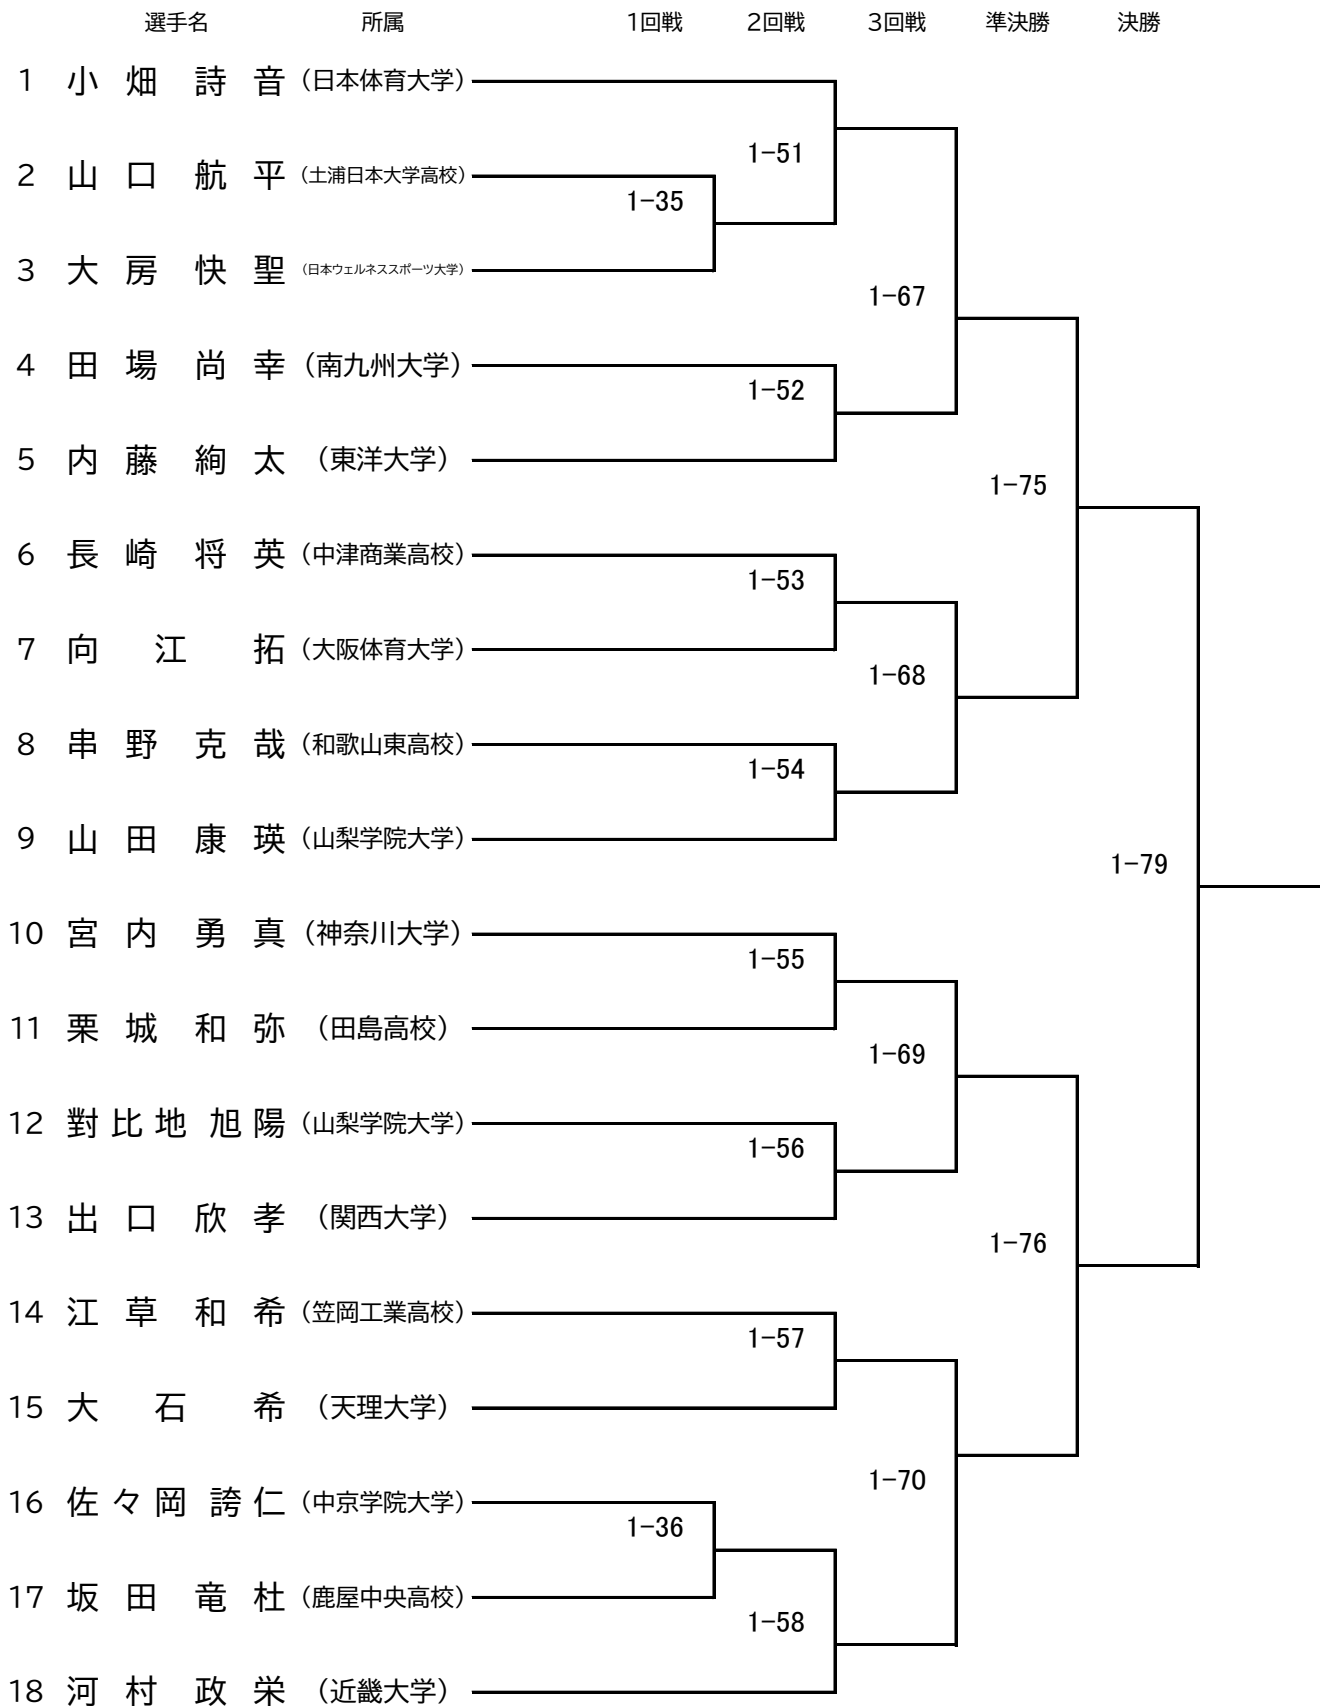 選手名 所属 1回戦 2回戦 3回戦 準決勝 決勝
1 小畑 詩音 (日本体育大学)
1-51
2 山口 航平 (土浦日本大学高校)
1-35
3 大房 快聖 (日本ウェルネススポーツ大学)
1-67
4 田場 尚幸 (南九州大学)
1-52
5 内藤 絢太 (東洋大学)
1-75
6 長崎 将英 (中津商業高校)
1-53
7 向江 拓 (大阪体育大学)
1-68
8 串野 克哉 (和歌山東高校)
1-54
9 山田 康瑛 (山梨学院大学)
1-79
10 宮内 勇真 (神奈川大学)
1-55
11 栗城 和弥 (田島高校)
1-69
12 對比地 旭陽 (山梨学院大学)
1-56
13 出口 欣孝 (関西大学)
1-76
14 江草 和希 (笠岡工業高校)
1-57
15 大石 希 (天理大学)
1-70
16 佐々岡 誇仁 (中京学院大学)
1-36
17 坂田 竜杜 (鹿屋中央高校)
1-58
18 河村 政栄 (近畿大学)